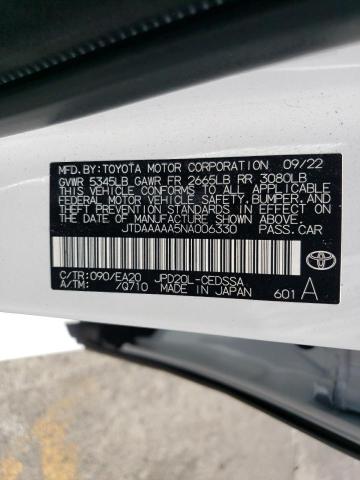 MFD.BY:TOYOTA MOTOR CORPORATION 09/22
GVWR 5345LB GAWR FR 2665LB RR 3080LB
THIS VEHICLE CONFORMS TO ALL APPLICABLE
FEDERAL MOTOR VEHICLE SAFETY,BUMPER,AND
THEFT PREVENTION STANDARDS IN EFFECT ON
THE DATE OF MANUFACTURE SHOWN ABOVE.
JTDAAAAA5NA006330 PASS.CAR
C/TR:090/EA20 JPD20L-CEDSSA
A/TM: /Q710 MADE IN JAPAN 601 A